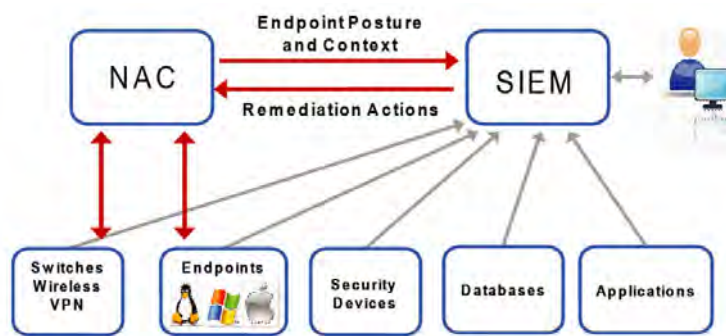 Endpoint Posture
and Context
NAC
SIEM
Remediation Actions
Switches
Wireless
VPN
Endpoints
Security
Devices
Databases
Applications